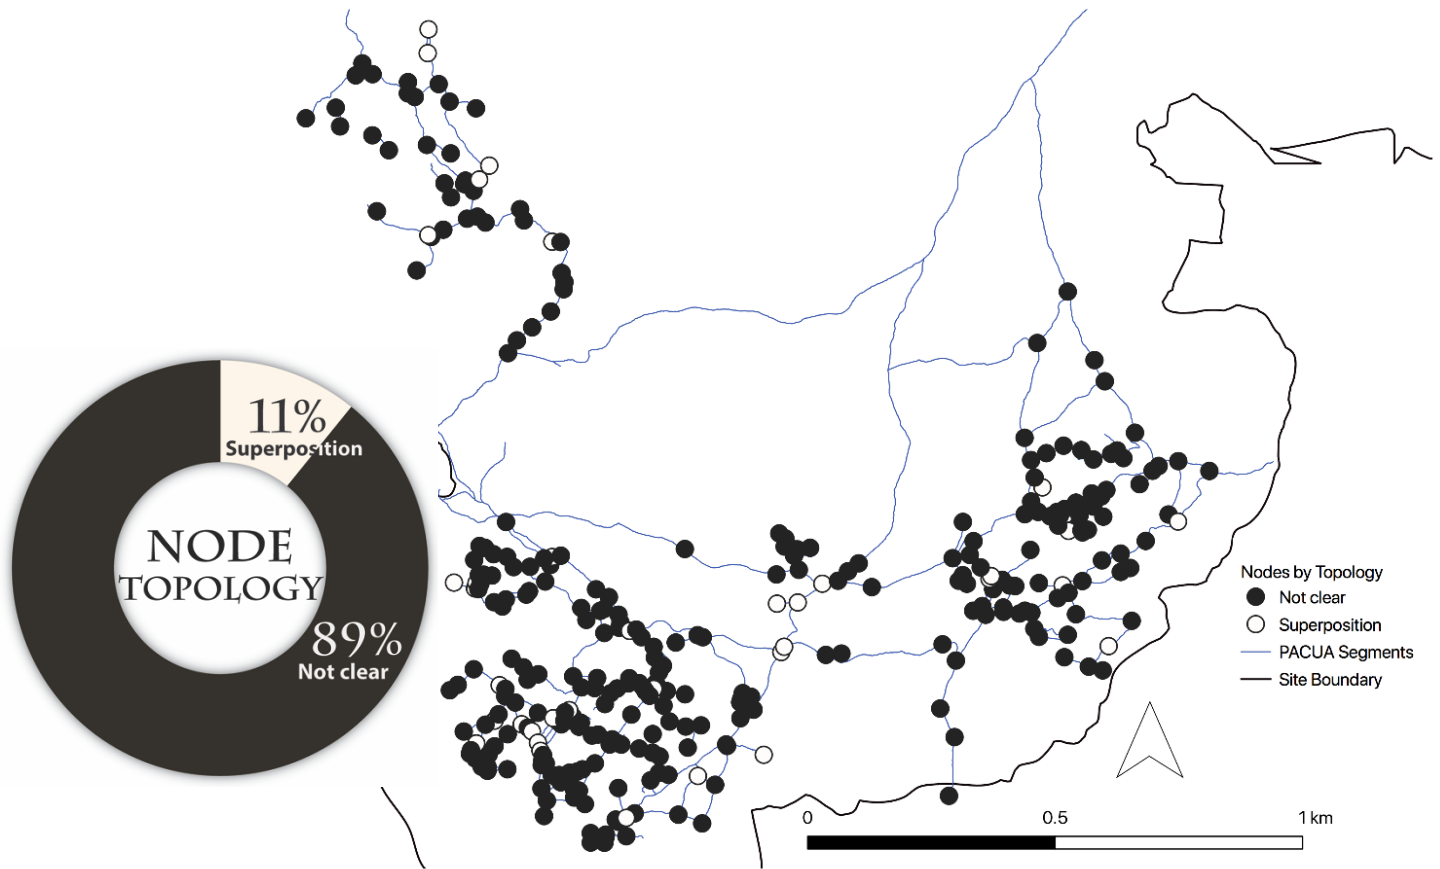 11%
Superposition
NODE
TOPOLOGY
89%
Not clear
Nodes by Topology
Not clear
Superposition
PACUA Segments
Site Boundary
0 0.5 1 km